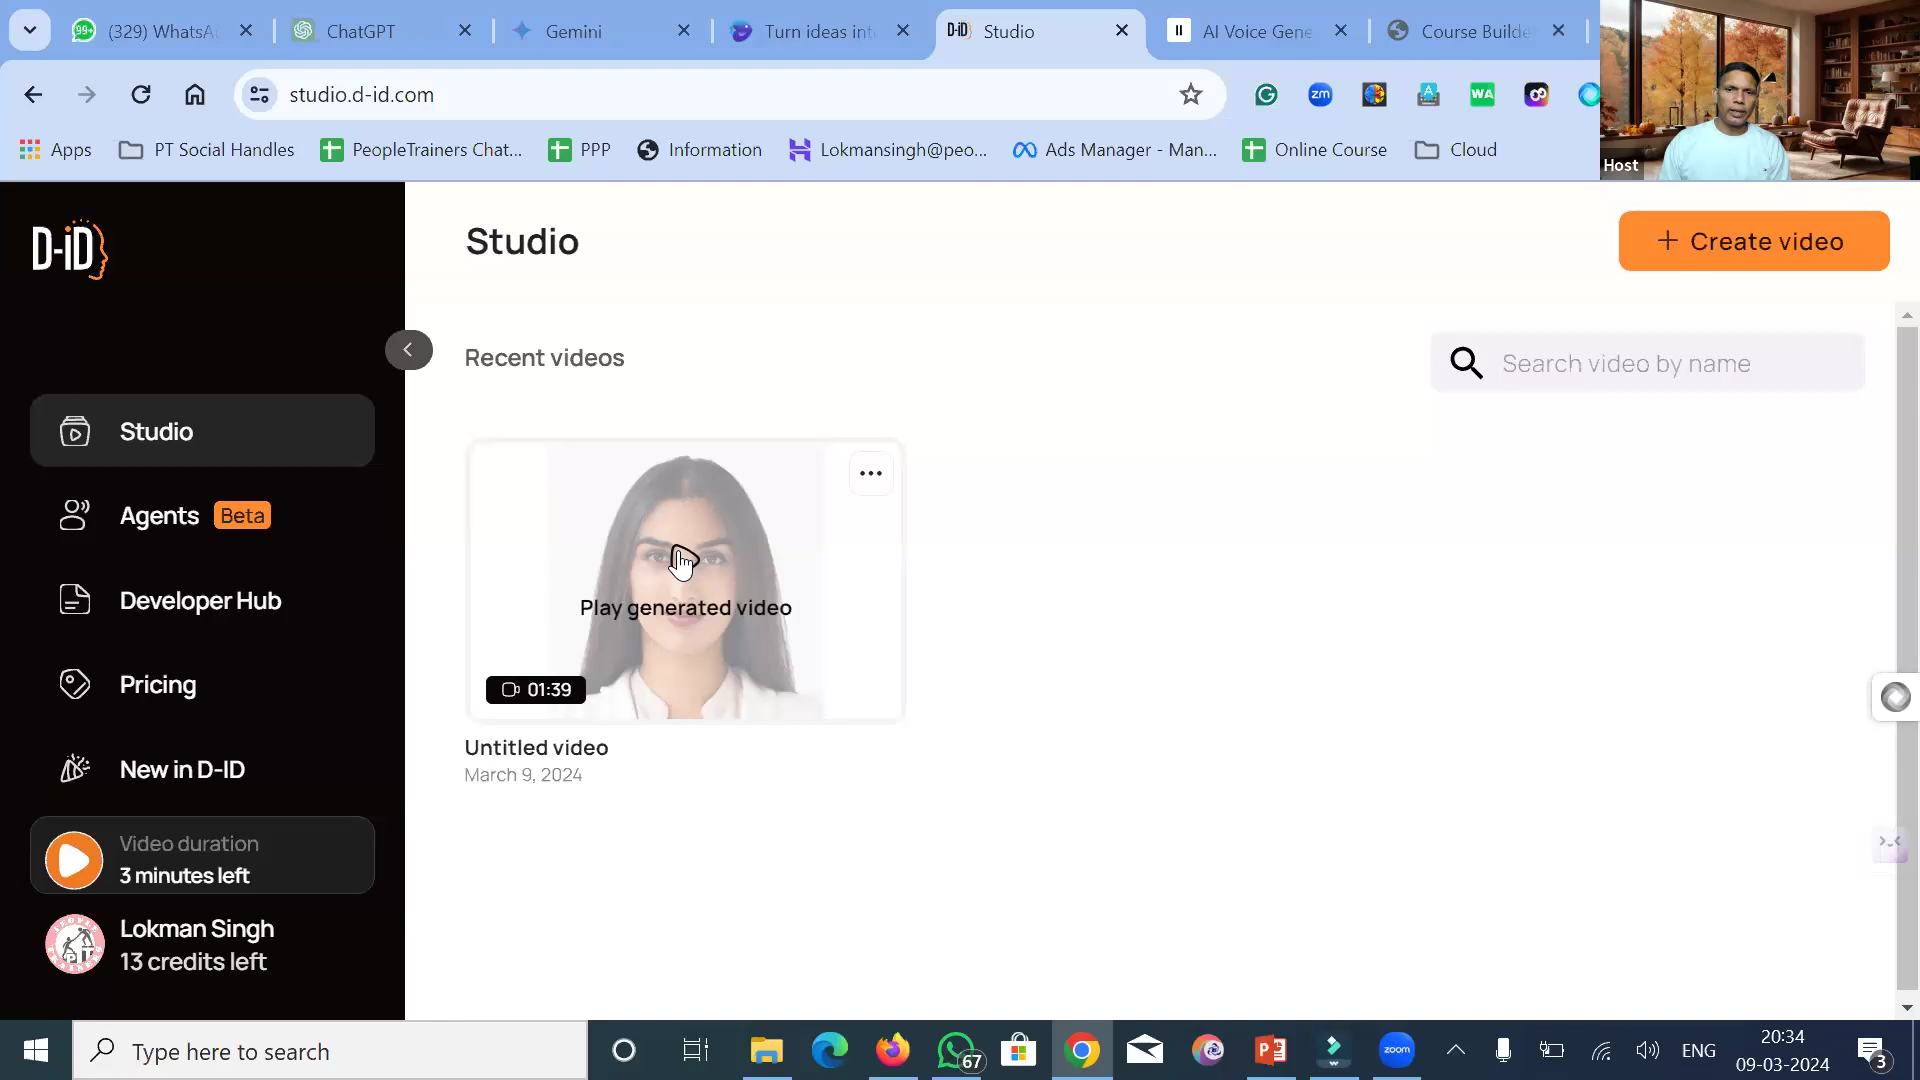 (329) WhatsA
ChatGPT
Gemini
Turn ideas int
D-ID Studio
AI Voice Gene
Course Builde
studio.d-id.com
zm
WA
Apps
PT Social Handles
PeopleTrainers Chat...
PPP
Information
Lokmansingh@peo...
Ads Manager - Man...
Online Course
Cloud
Host
D-iD
Studio
+ Create video
Recent videos
Search video by name
Studio
Agents Beta
Developer Hub
Pricing
New in D-ID
Video duration
3 minutes left
Lokman Singh
13 credits left
Play generated video
01:39
Untitled video
March 9, 2024
Type here to search
67
zoom
ENG
20:34
09-03-2024
3